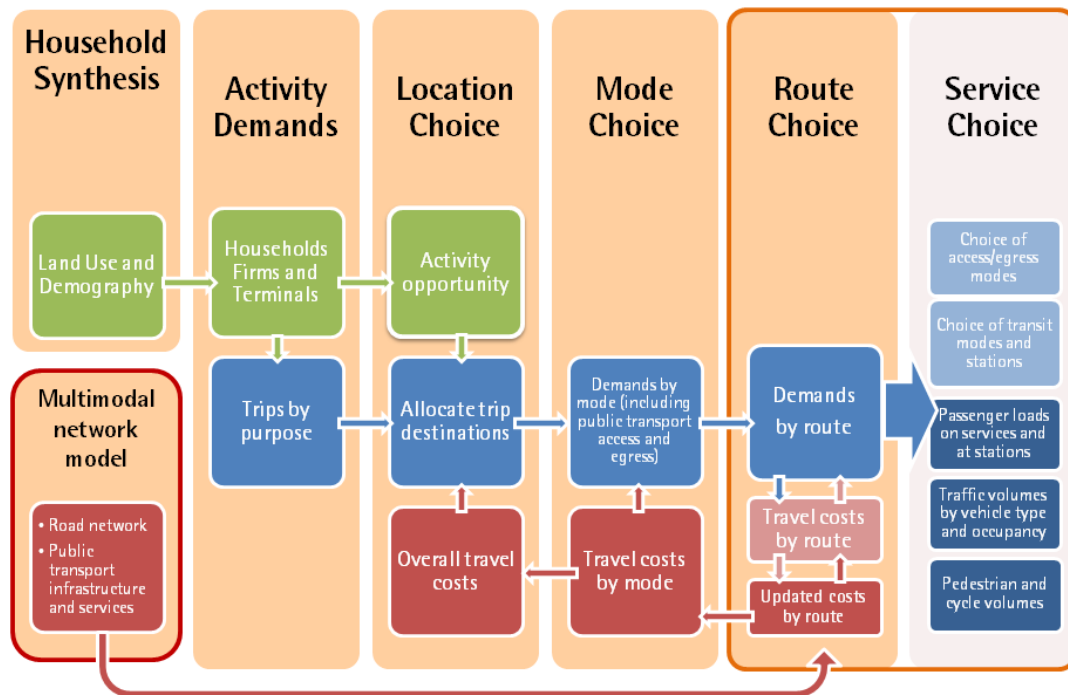 Household
Synthesis
Activity
Demands
Location
Choice
Mode
Choice
Route
Choice
Service
Choice
Land Use and
Demography
Households
Firms and
Terminals
Activity
opportunity
Choice of
access/egress
modes
Choice of transit
modes and
stations
Multimodal
network
model
• Road network
• Public
transport
infrastructure
and services
Trips by
purpose
Allocate trip
destinations
Demands by
mode (including
public transport
access and
egress)
Demands
by route
Passenger loads
on services and
at stations
Traffic volumes
by vehicle type
and occupancy
Pedestrian and
cycle volumes
Overall travel
costs
Travel costs
by mode
Travel costs
by route
Updated costs
by route